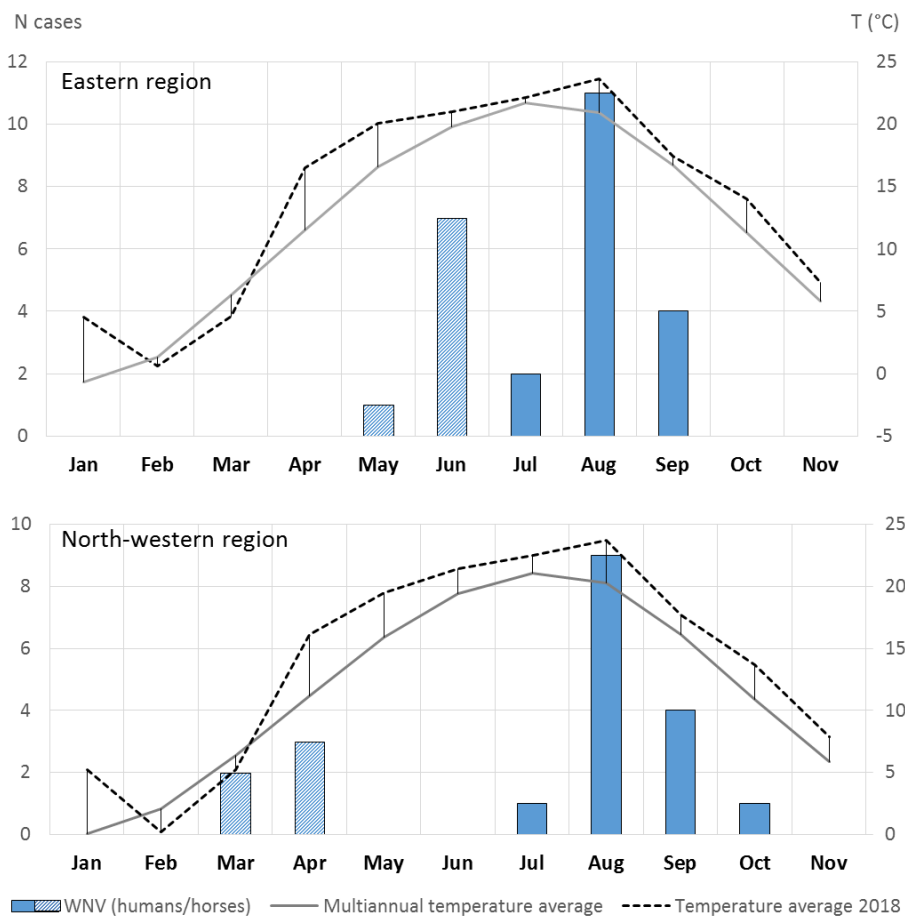 N cases T (°C)
Eastern region
12 25
10 20
8 15
6 10
4 5
2 0
0 -5
Jan Feb Mar Apr May Jun Jul Aug Sep Oct Nov
North-western region
10 25
8 20
6 15
4 10
2 5
0 0
Jan Feb Mar Apr May Jun Jul Aug Sep Oct Nov
WNV (humans/horses) Multiannual temperature average Temperature average 2018